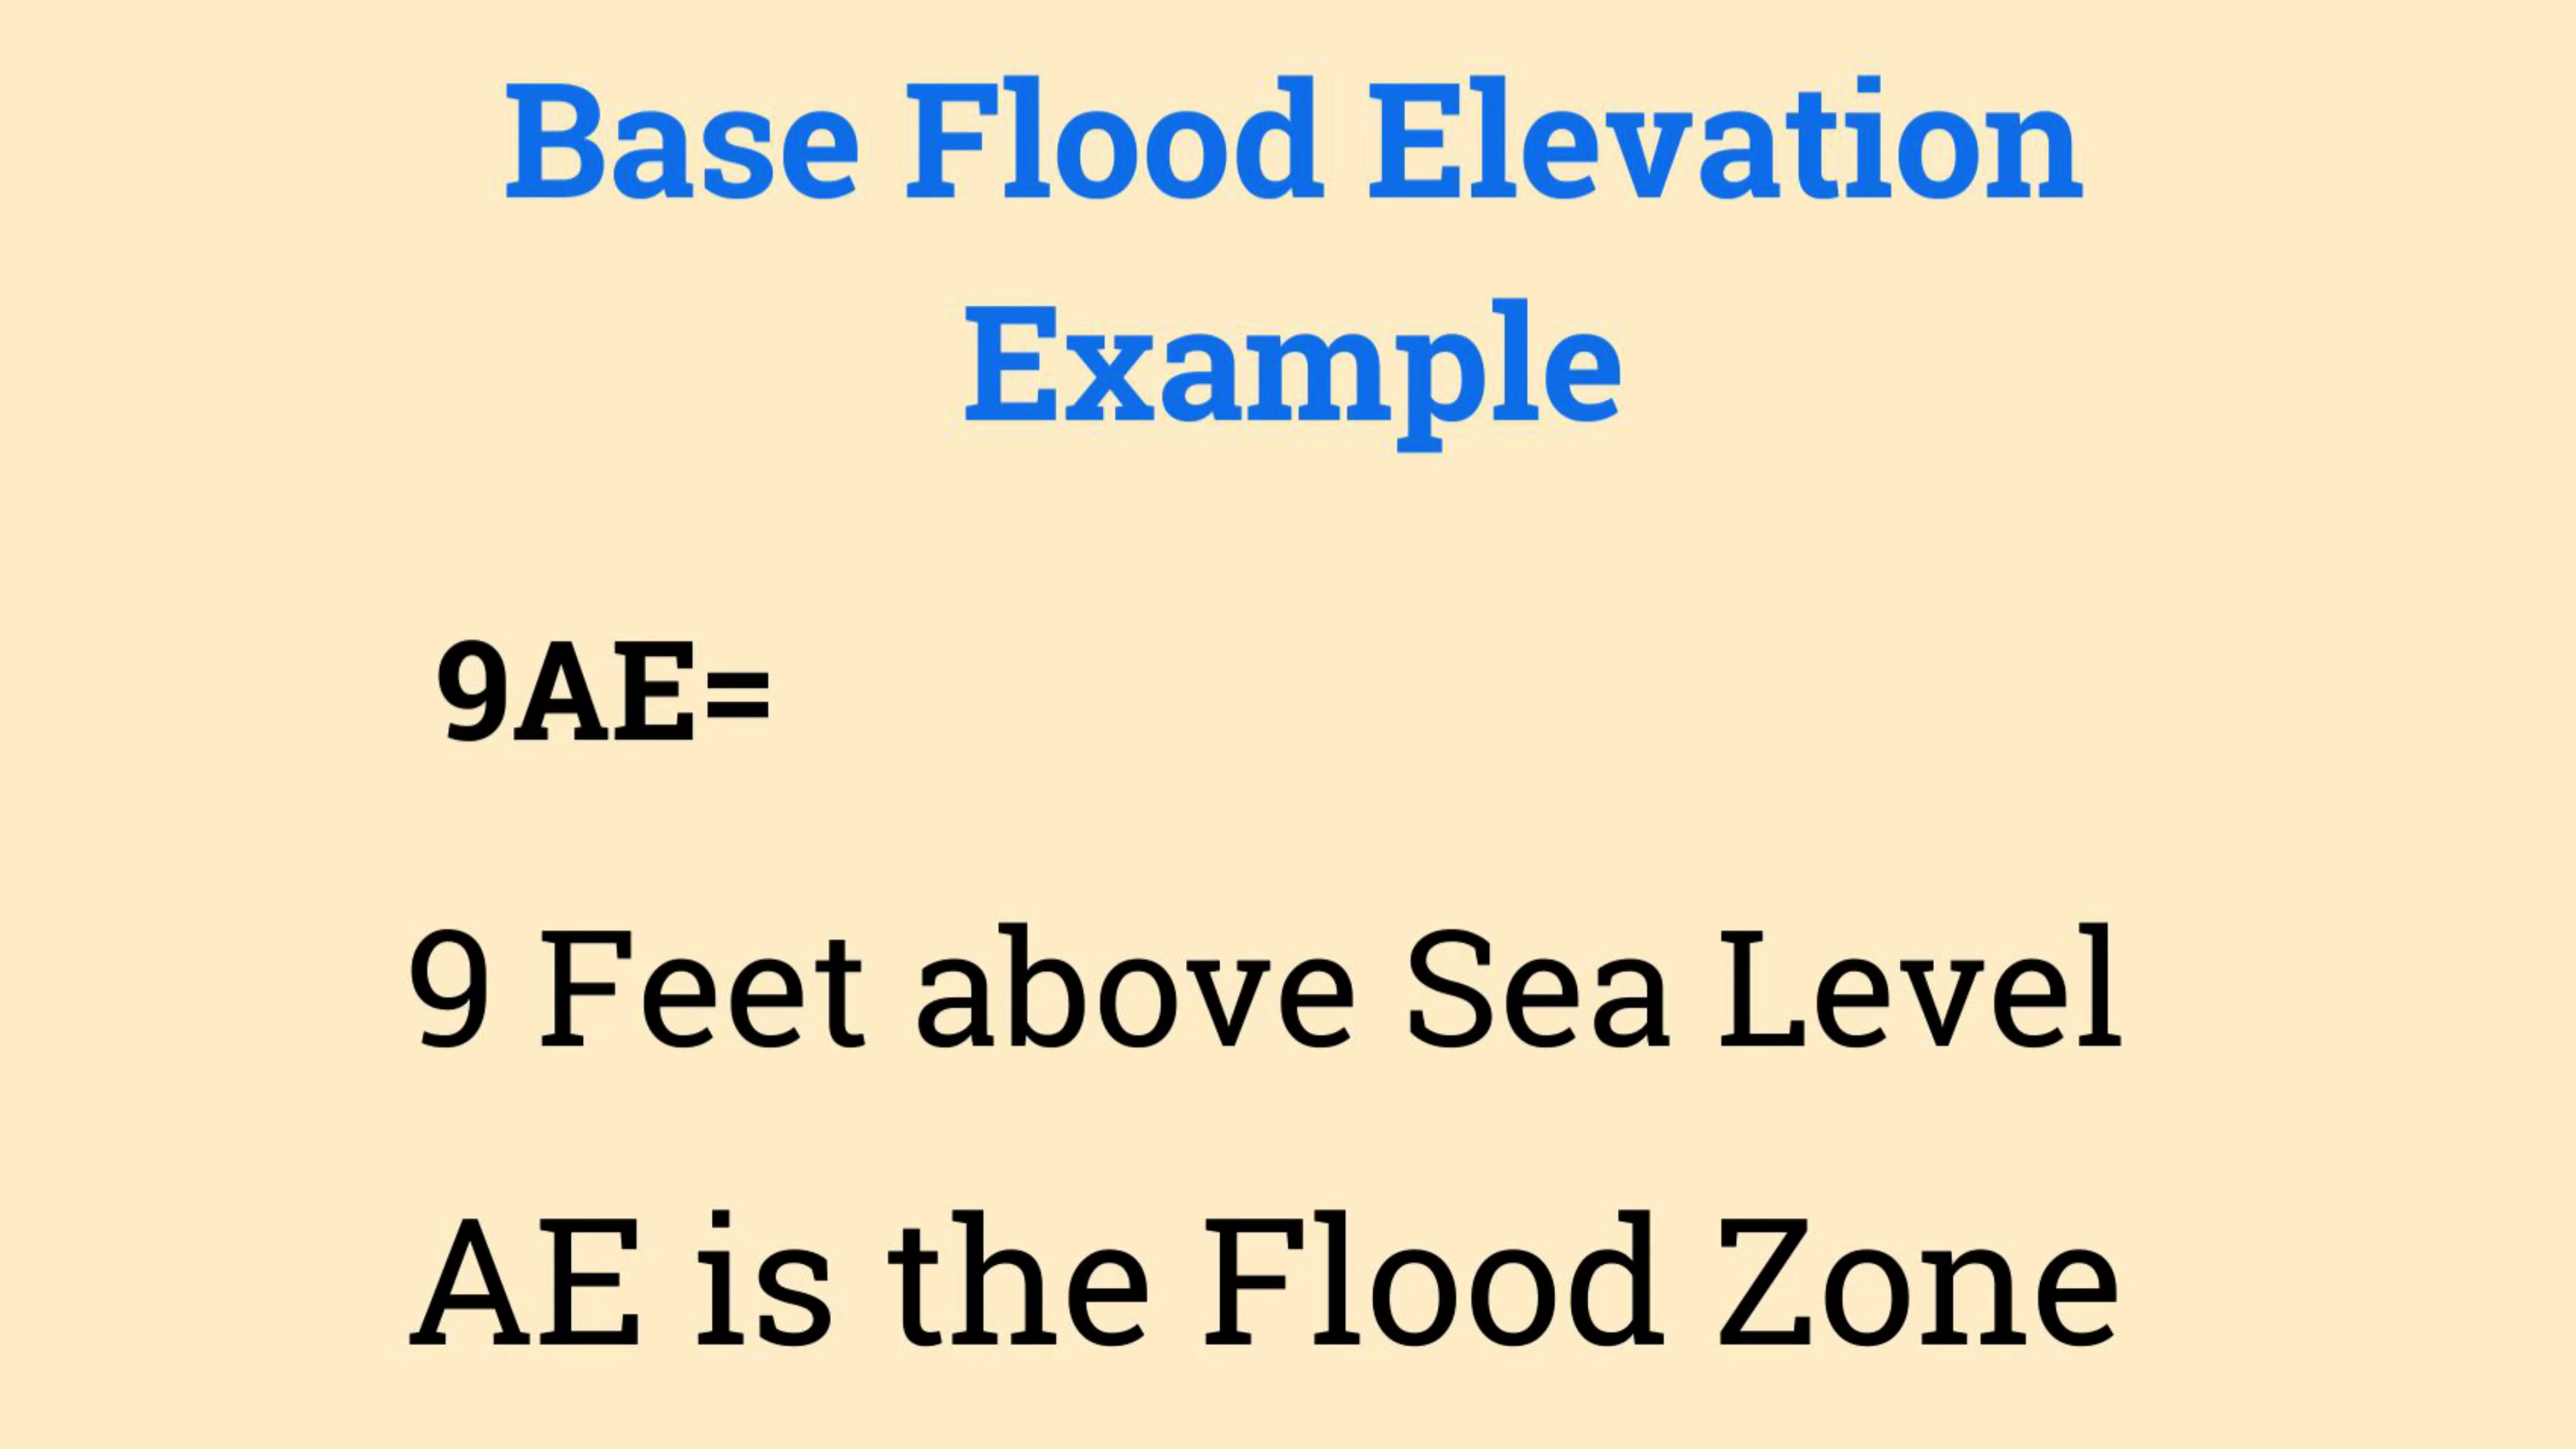 Base Flood Elevation
Example
9AE=
9 Feet above Sea Level
AE is the Flood Zone